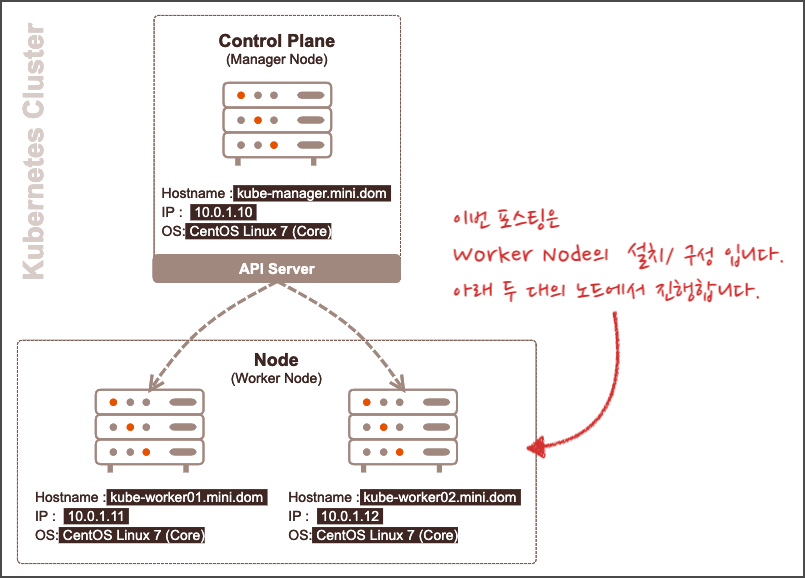 Kubernetes Cluster
Control Plane
(Manager Node)
Hostname : kube-manager.mini.dom
IP : 10.0.1.10
OS: CentOS Linux 7 (Core)
API Server
이번 포스팅은
Worker Node의 설치/ 구성 입니다.
아래 두 대의 노드에서 진행합니다.
Node
(Worker Node)
Hostname : kube-worker01.mini.dom
IP : 10.0.1.11
OS: CentOS Linux 7 (Core)
Hostname : kube-worker02.mini.dom
IP : 10.0.1.12
OS: CentOS Linux 7 (Core)